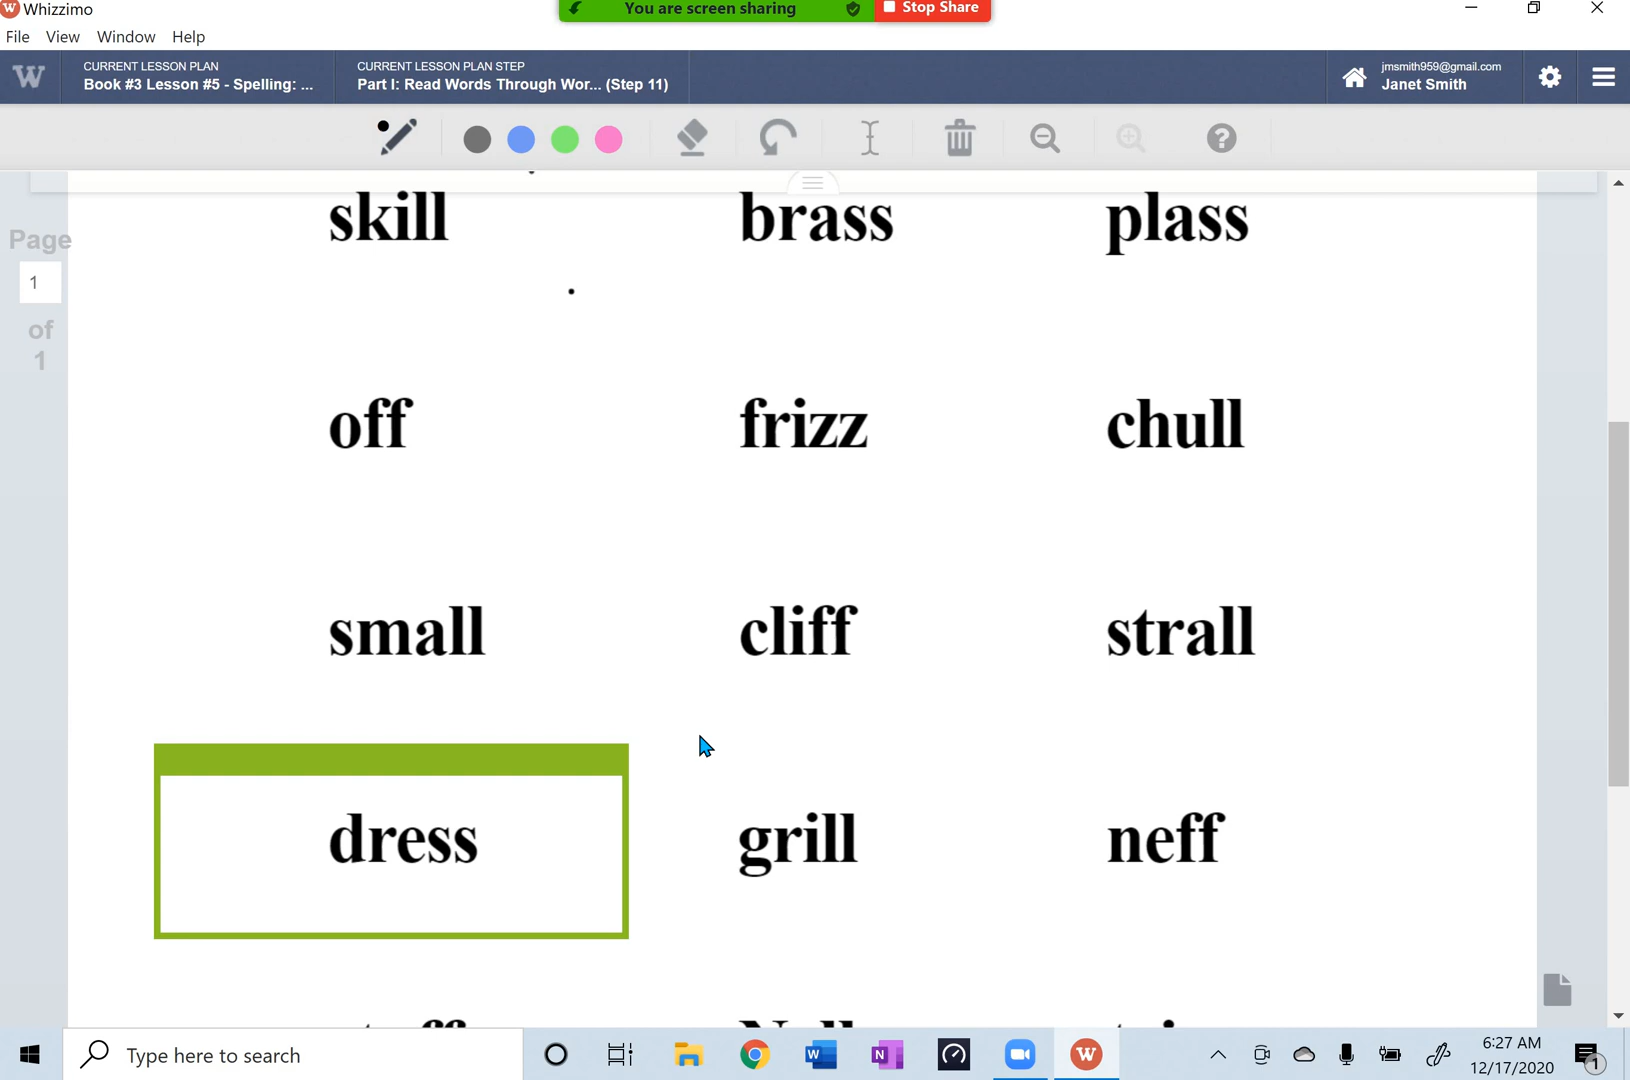 Whizzimo
You are screen sharing
Stop Share
File View Window Help
W
CURRENT LESSON PLAN
Book #3 Lesson #5 - Spelling: ...
CURRENT LESSON PLAN STEP
Part I: Read Words Through Wor... (Step 11)
jmsmith959@gmail.com
Janet Smith
Page
1
of
1
skill brass plass
off frizz chull
small cliff strall
dress grill neff
Type here to search
6:27 AM
12/17/2020
1